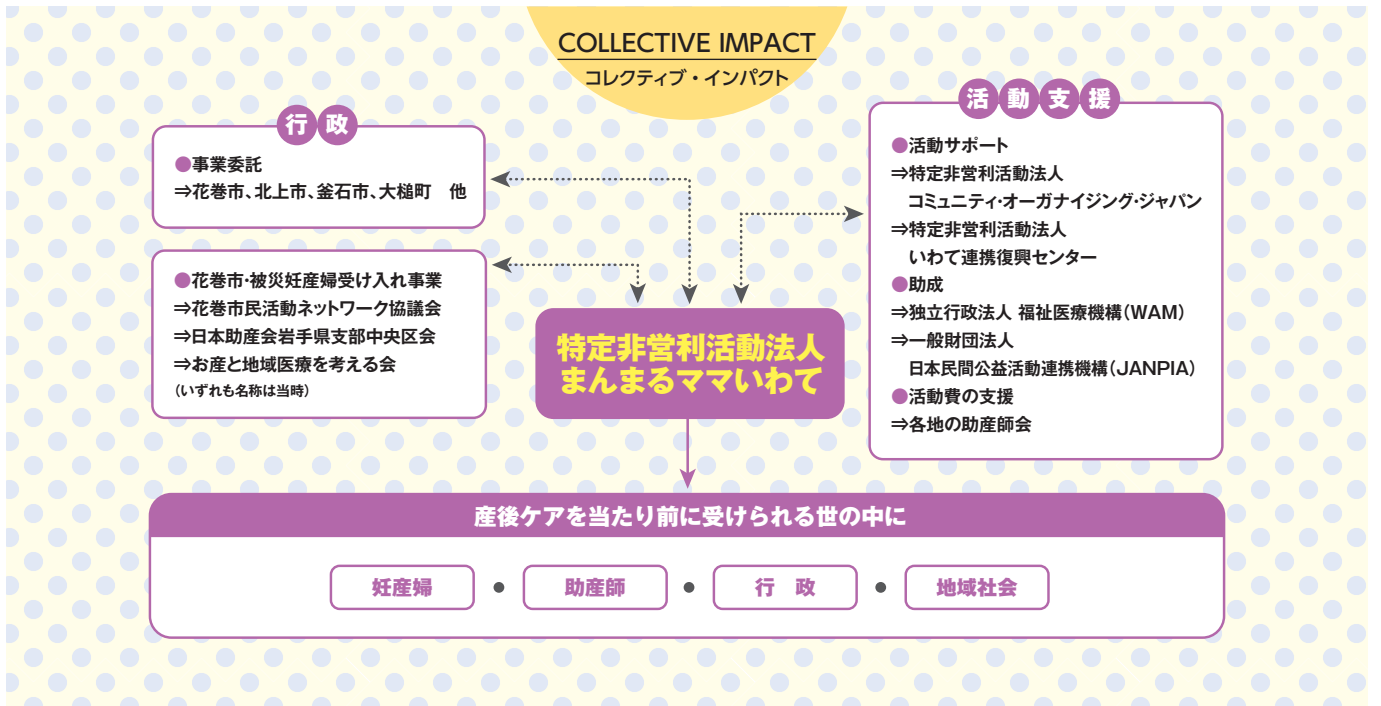 COLLECTIVE IMPACT
コレクティブ・インパクト
行政
●事業委託
⇒花巻市、北上市、釜石市、大槌町　他
●花巻市・被災妊産婦受け入れ事業
⇒花巻市民活動ネットワーク協議会
⇒日本助産会岩手県支部中央区会
⇒お産と地域医療を考える会
（いずれも名称は当時）
特定非営利活動法人
まんまるママいわて
活動支援
●活動サポート
⇒特定非営利活動法人
コミュニティ・オーガナイジング・ジャパン
⇒特定非営利活動法人
いわて連携復興センター
●助成
⇒独立行政法人 福祉医療機構（WAM）
⇒一般財団法人
日本民間公益活動連携機構（JANPIA）
●活動費の支援
⇒各地の助産師会
産後ケアを当たり前に受けられる世の中に
妊産婦 ● 助産師 ● 行　政 ● 地域社会